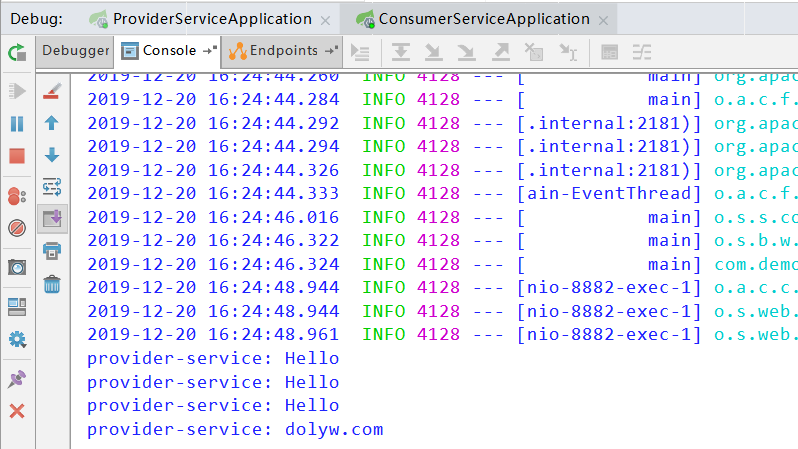 Debug: ProviderServiceApplication ConsumerServiceApplication
Debugger Console Endpoints
2019-12-20 16:24:44.260 INFO 4128 --- [ main] org.apac
2019-12-20 16:24:44.284 INFO 4128 --- [ main] o.a.c.f.
2019-12-20 16:24:44.292 INFO 4128 --- [.internal:2181)] org.apac
2019-12-20 16:24:44.294 INFO 4128 --- [.internal:2181)] org.apac
2019-12-20 16:24:44.326 INFO 4128 --- [.internal:2181)] org.apac
2019-12-20 16:24:44.333 INFO 4128 --- [ain-EventThread] o.a.c.f.
2019-12-20 16:24:46.016 INFO 4128 --- [ main] o.s.s.co
2019-12-20 16:24:46.322 INFO 4128 --- [ main] o.s.b.w.
2019-12-20 16:24:46.324 INFO 4128 --- [ main] com.demo
2019-12-20 16:24:48.944 INFO 4128 --- [nio-8882-exec-1] o.a.c.c.
2019-12-20 16:24:48.944 INFO 4128 --- [nio-8882-exec-1] o.s.web.
2019-12-20 16:24:48.961 INFO 4128 --- [nio-8882-exec-1] o.s.web.
provider-service: Hello
provider-service: Hello
provider-service: Hello
provider-service: dolyw.com